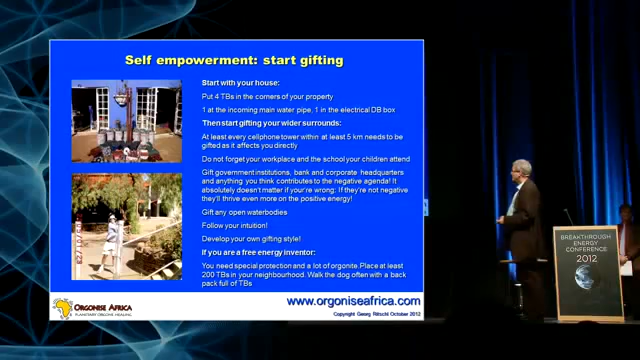 Self empowerment: start gifting
Start with your house:
Put 4 TBs in the corners of your property
1 at the incoming main water pipe, 1 in the electrical DB box
Then start gifting your wider surrounds:
At least every cellphone tower within at least 5 km needs to be
gifted as it affects you directly
Do not forget your workplace and the school your children attend
Gift government institutions, bank and corporate headquarters
and anything you think contributes to the negative agenda! It
absolutely doesn't matter if your're wrong: If they're not negative
they'll thrive even more on the positive energy!
Gift any open waterbodies
Follow your intuition!
Develop your own gifting style!
If you are a free energy inventor:
You need special protection and a lot of orgonite.Place at least
200 TBs in your neighbourhood. Walk the dog often with a back
pack full of TBs
ORGONISE AFRICA
PLANETARY ORGONE HEALING
www.orgoniseafrica.com
Copyright Georg Ritschl October 2012
BREAKTHROUGH
ENERGY
CONFERENCE
2012